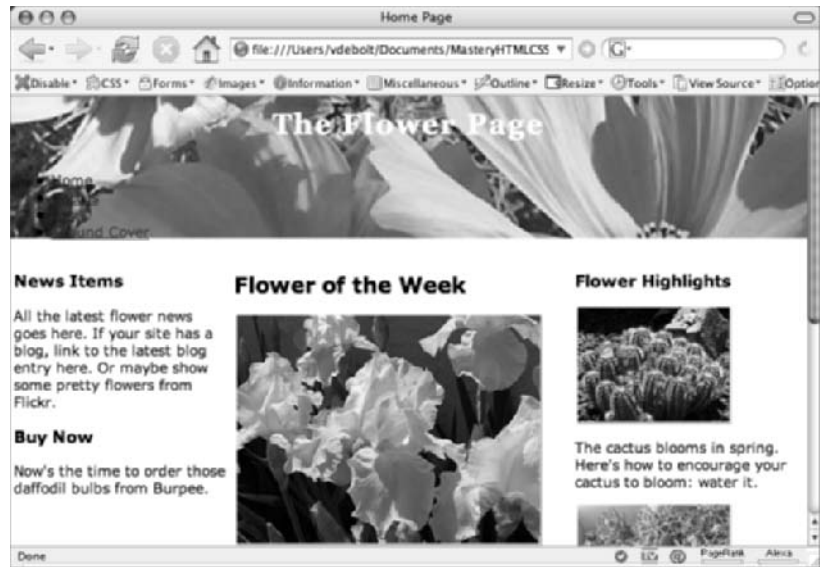 Home Page
file:///Users/vdebolt/Documents/MasteryHTMLCSS
G
Disable CSS Forms Images Information Miscellaneous Outline Resize Tools View Source Option
The Flower Page
Home
Ground Cover
News Items
All the latest flower news
goes here. If your site has a
blog, link to the latest blog
entry here. Or maybe show
some pretty flowers from
Flickr.
Buy Now
Now's the time to order those
daffodil bulbs from Burpee.
Flower of the Week
Flower Highlights
The cactus blooms in spring.
Here's how to encourage your
cactus to bloom: water it.
Done
PageRank Alexa